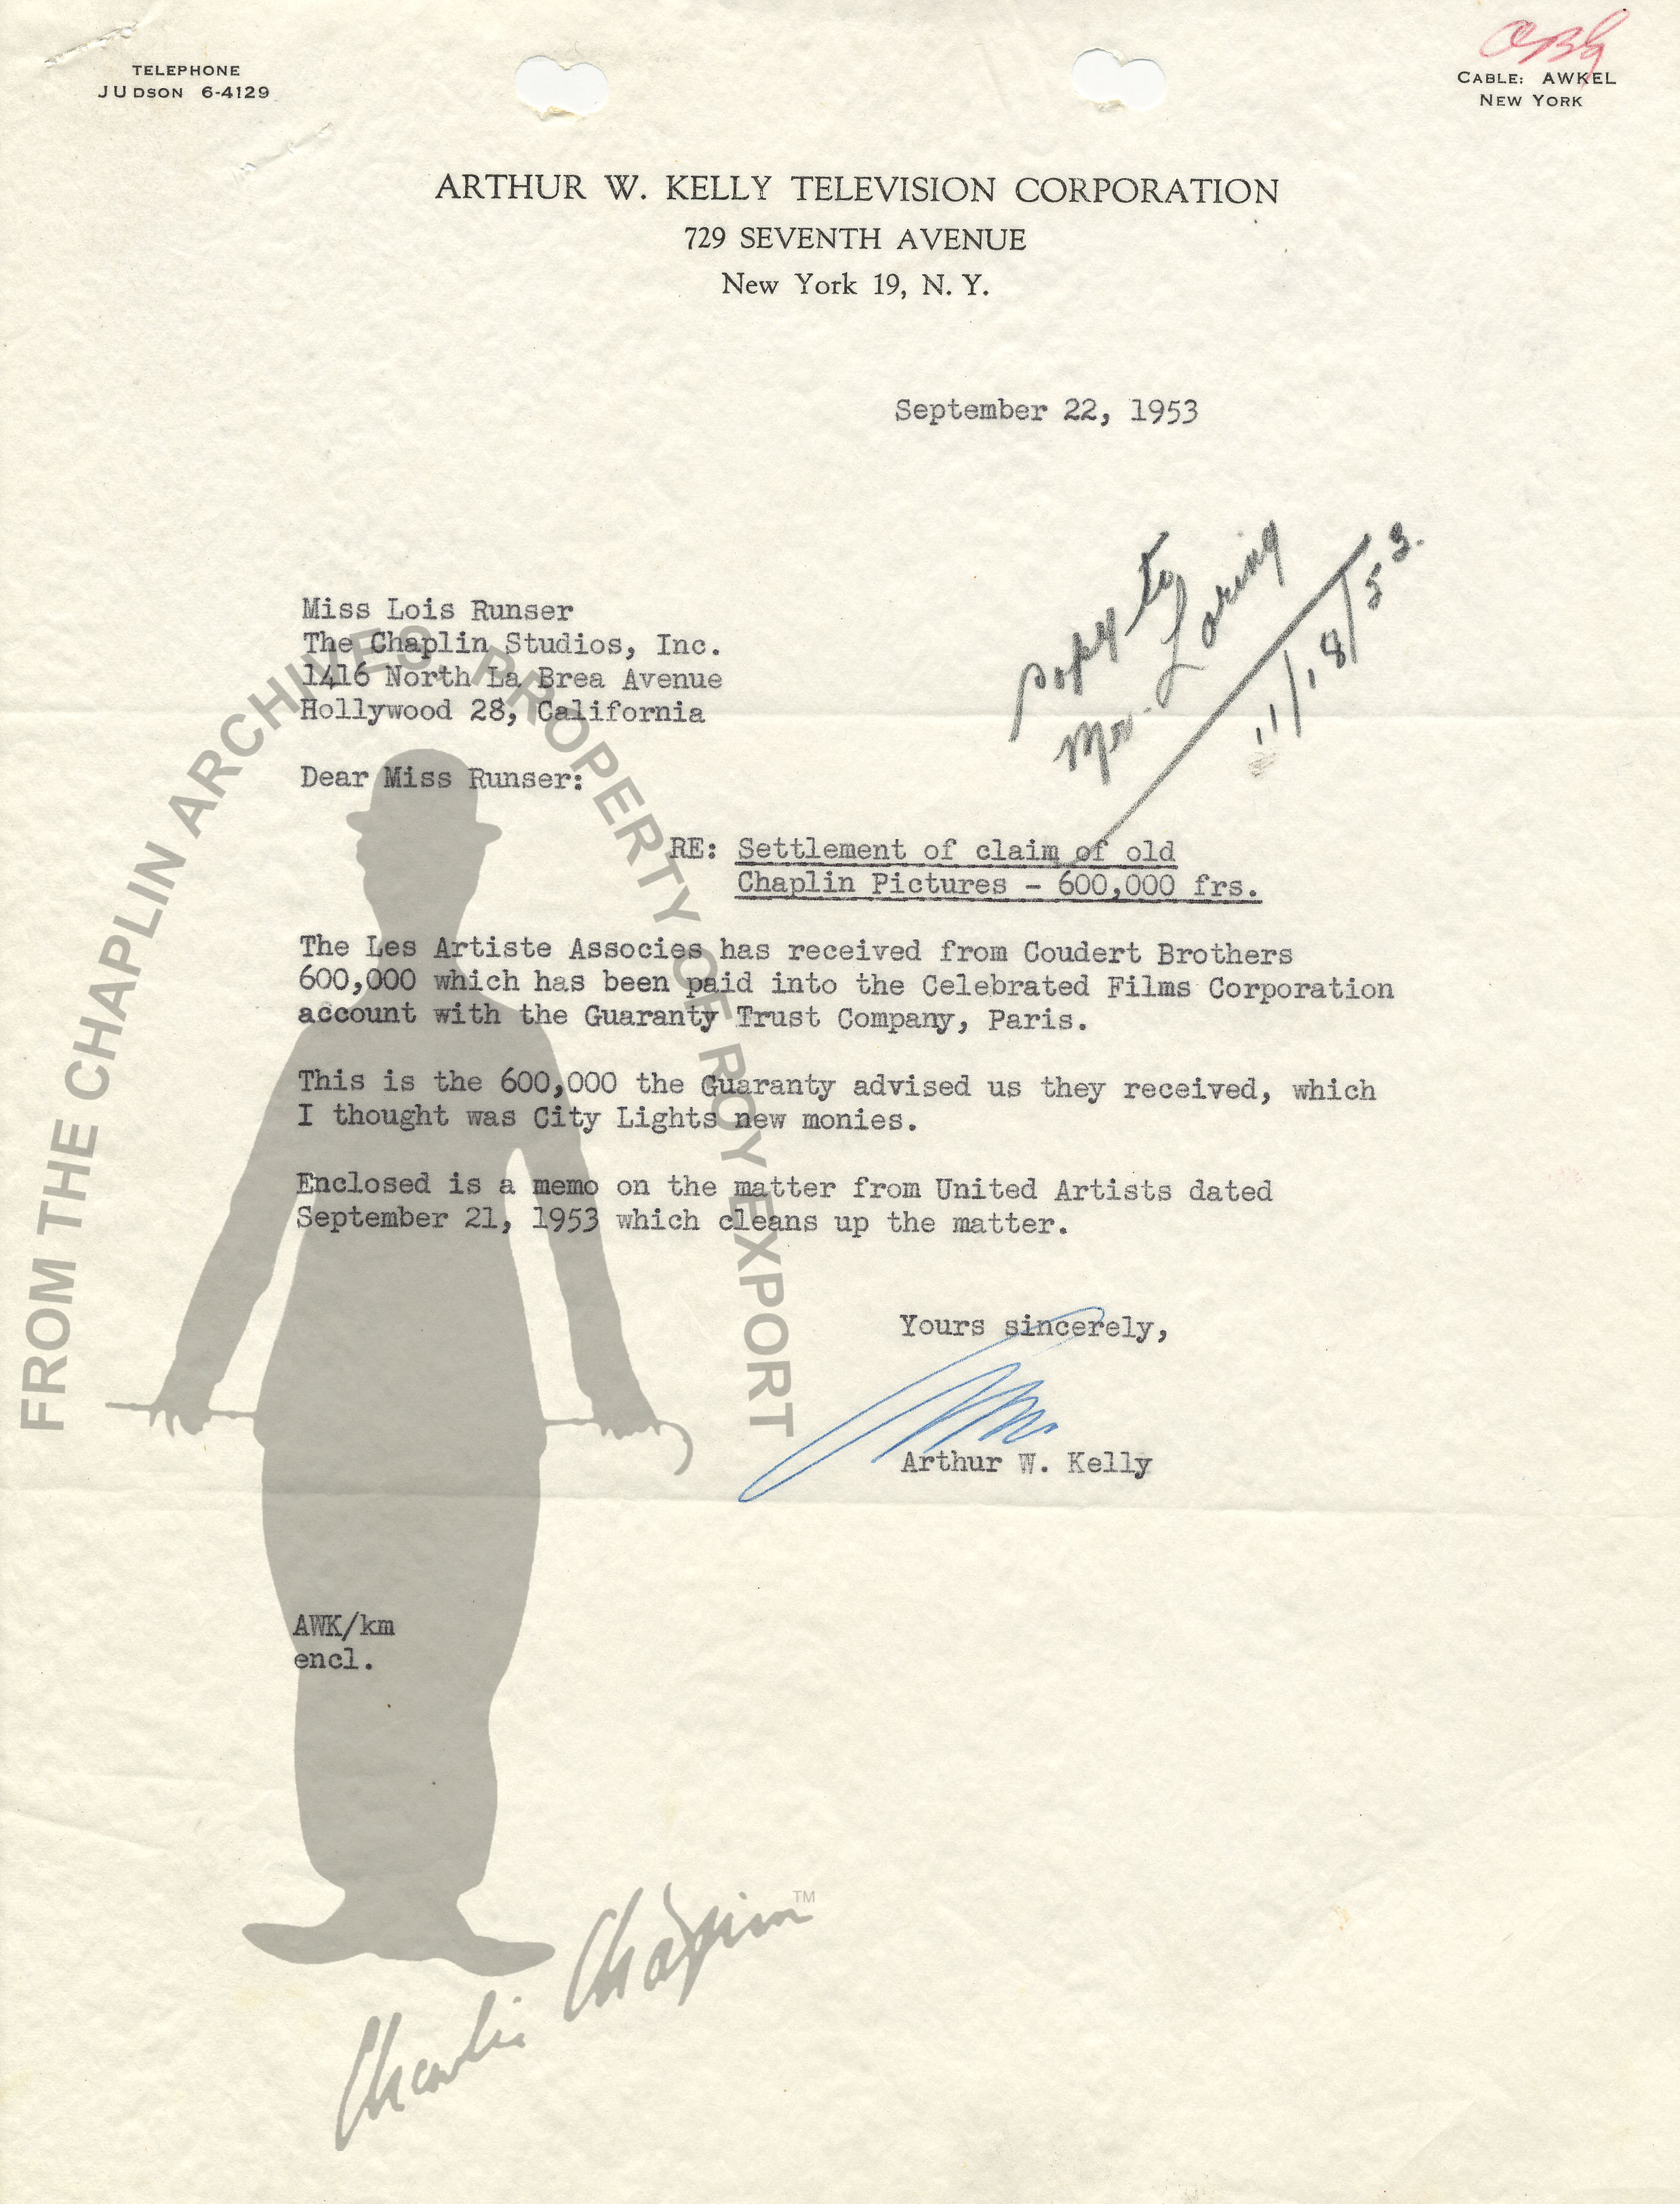 TELEPHONE
JUDSON 6-4129
CABLE: AWKEL
NEW YORK
ARTHUR W. KELLY TELEVISION CORPORATION
729 SEVENTH AVENUE
New York 19, N. Y.
September 22, 1953
Copy to
Mr. Loring
11/18/53.
Miss Lois Runser
The Chaplin Studios, Inc.
1416 North La Brea Avenue
Hollywood 28, California
Dear Miss Runser:
RE: Settlement of claim of old
Chaplin Pictures - 600,000 frs.
The Les Artiste Associes has received from Coudert Brothers
600,000 which has been paid into the Celebrated Films Corporation
account with the Guaranty Trust Company, Paris.
This is the 600,000 the Guaranty advised us they received, which
I thought was City Lights new monies.
Enclosed is a memo on the matter from United Artists dated
September 21, 1953 which cleans up the matter.
Yours sincerely,
Arthur W. Kelly
AWK/km
encl.
FROM THE CHAPLIN ARCHIVES. PROPERTY OF ROY EXPORT
Charlie Chaplin TM